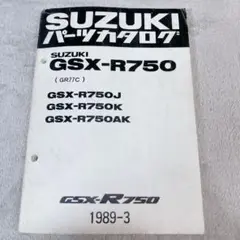 SUZUKI
パーツカタログ
SUZUKI
GSX-R750
(GR77C)
GSX-R750J
GSX-R750K
GSX-R750AK
GSX-R750
1989-3